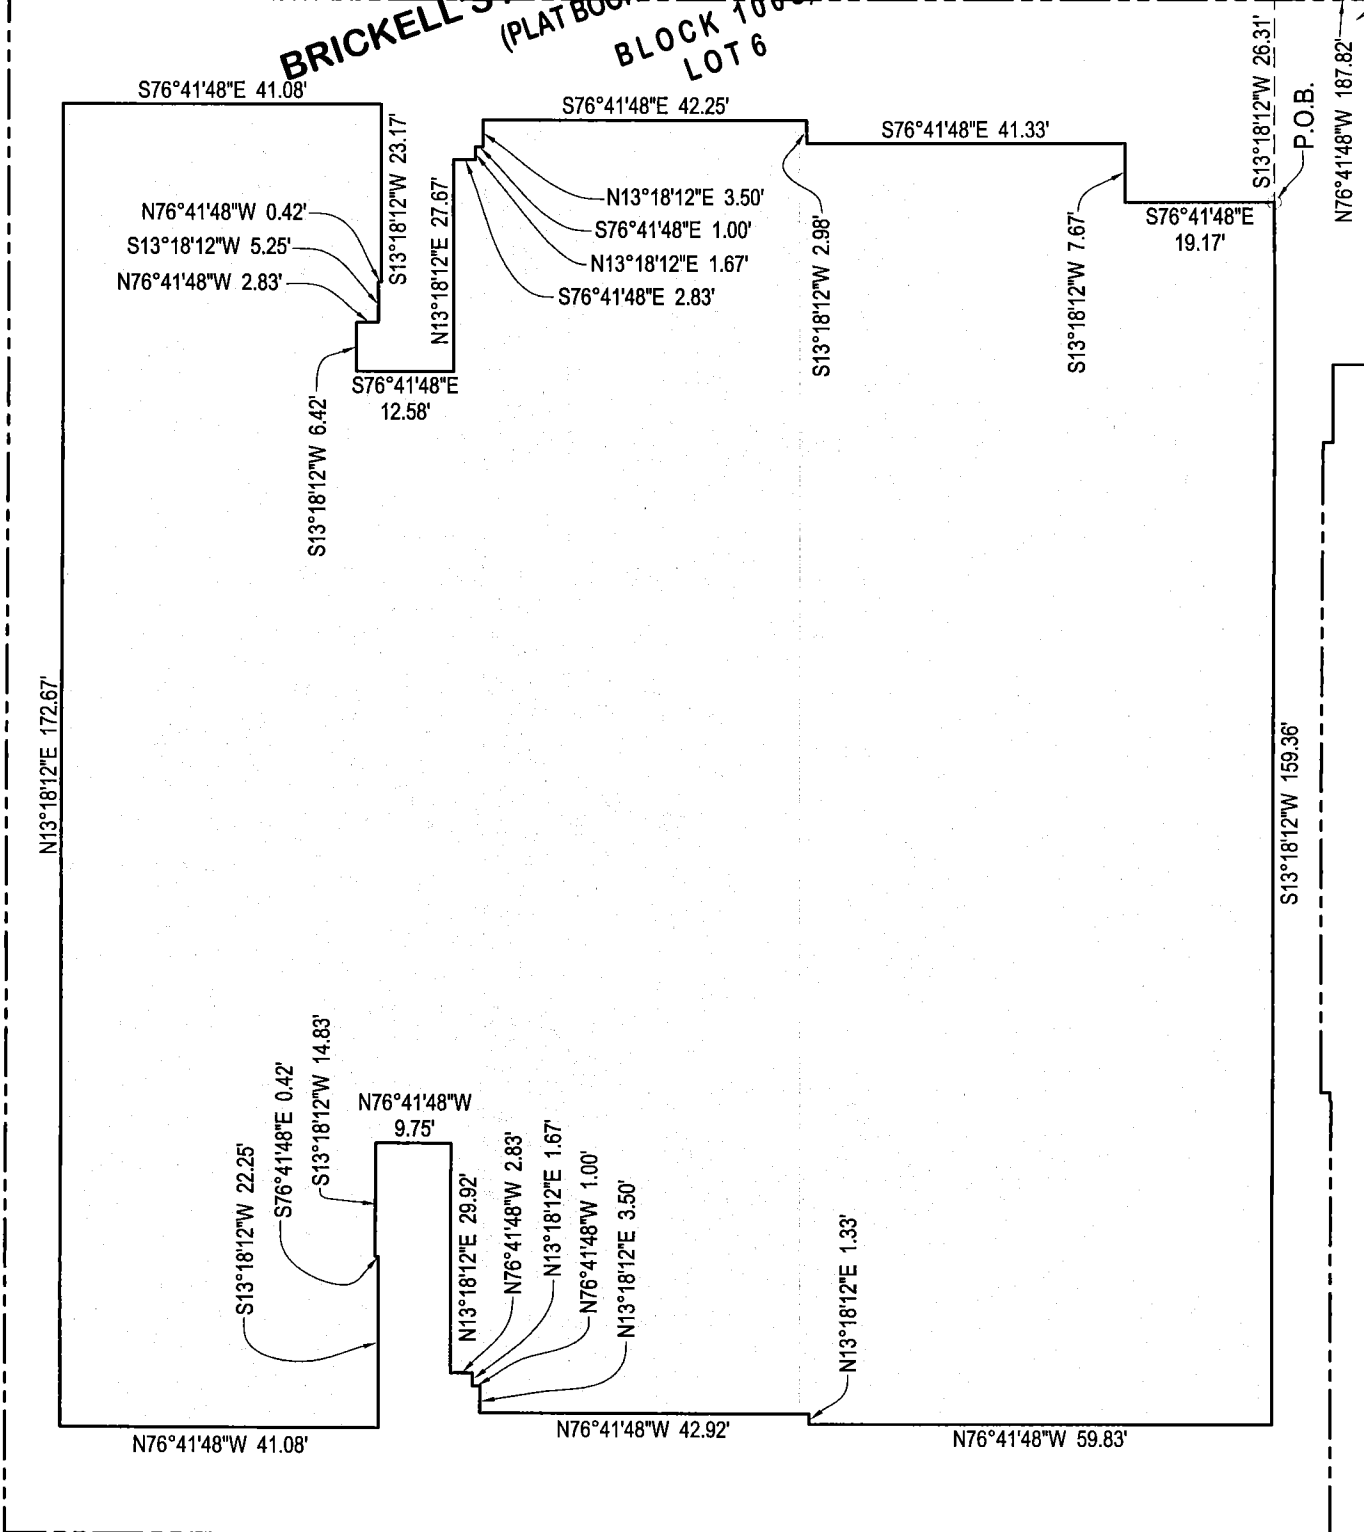 BRICKELL
(PLAT
BLOCK
LOT 6
S76°41'48"E 41.08'
S13°18'12"W 23.17'
N76°41'48"W 0.42'
S13°18'12"W 5.25'
N76°41'48"W 2.83'
S13°18'12"W 6.42'
S76°41'48"E
12.58'
N13°18'12"E 27.67'
S76°41'48"E 42.25'
N13°18'12"E 3.50'
S76°41'48"E 1.00'
N13°18'12"E 1.67'
S76°41'48"E 2.83'
S13°18'12"W 2.98'
S76°41'48"E 41.33'
S13°18'12"W 7.67'
S76°41'48"E
19.17'
S13°18'12"W 26.31'
P.O.B.
N76°41'48"W 187.82'
N13°18'12"E 172.67'
S13°18'12"W 159.36'
S13°18'12"W 22.25'
S76°41'48"E 0.42'
S13°18'12"W 14.83'
N76°41'48"W
9.75'
N13°18'12"E 29.92'
N76°41'48"W 2.83'
N13°18'12"E 1.67'
N76°41'48"W 1.00'
N13°18'12"E 3.50'
N13°18'12"E 1.33'
N76°41'48"W 41.08'
N76°41'48"W 42.92'
N76°41'48"W 59.83'